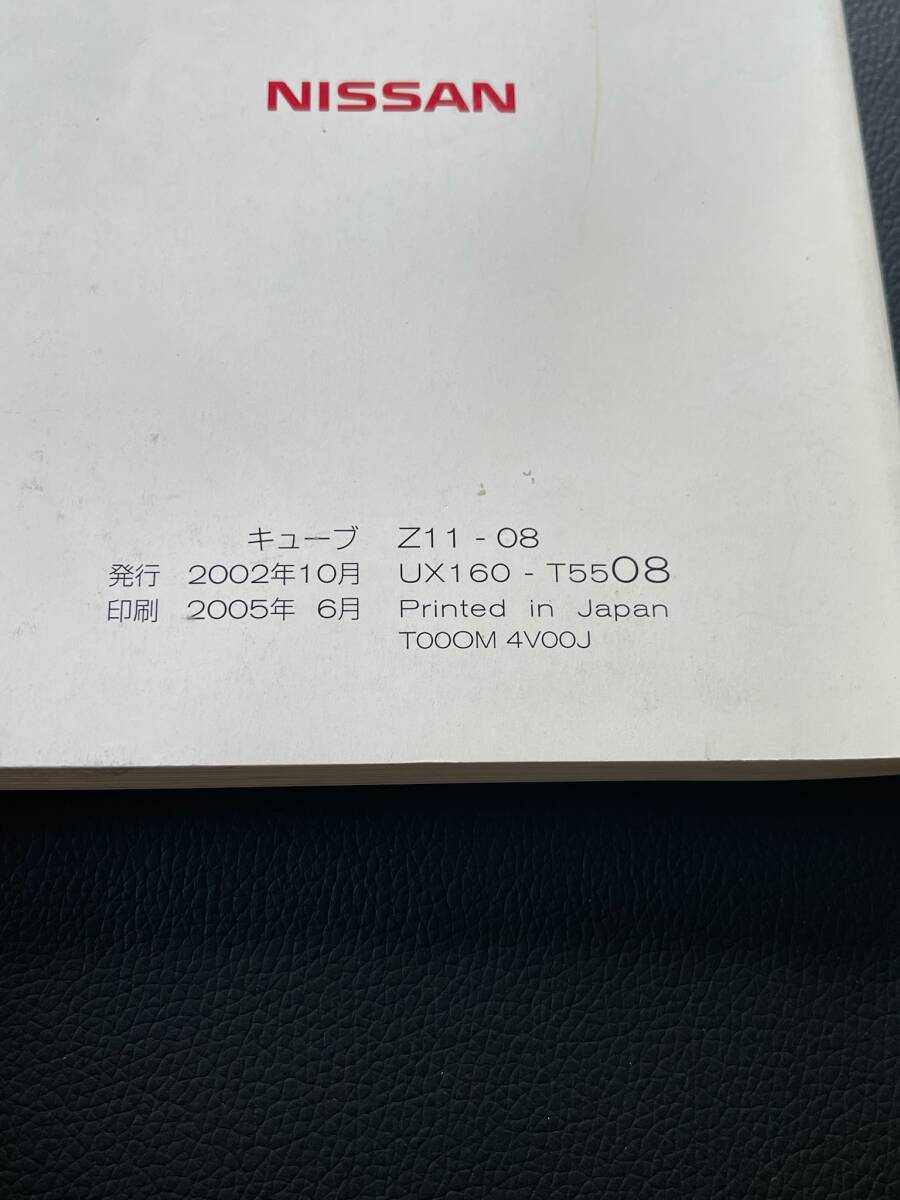 NISSAN
キューブ Z11 - 08
発行 2002年10月 UX160 - T5508
印刷 2005年 6月 Printed in Japan
T00OM 4V00J